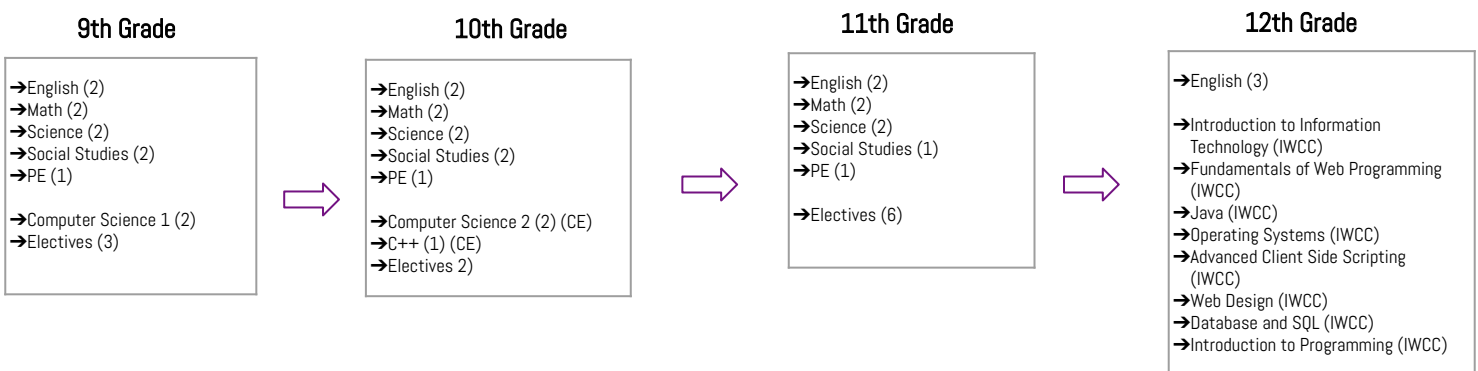 9th Grade
➔English (2)
➔Math (2)
➔Science (2)
➔Social Studies (2)
➔PE (1)
➔Computer Science 1 (2)
➔Electives (3)
10th Grade
➔English (2)
➔Math (2)
➔Science (2)
➔Social Studies (2)
➔PE (1)
➔Computer Science 2 (2) (CE)
➔C++ (1) (CE)
➔Electives 2)
11th Grade
➔English (2)
➔Math (2)
➔Science (2)
➔Social Studies (1)
➔PE (1)
➔Electives (6)
12th Grade
➔English (3)
➔Introduction to Information
Technology (IWCC)
➔Fundamentals of Web Programming
(IWCC)
➔Java (IWCC)
➔Operating Systems (IWCC)
➔Advanced Client Side Scripting
(IWCC)
➔Web Design (IWCC)
➔Database and SQL (IWCC)
➔Introduction to Programming (IWCC)